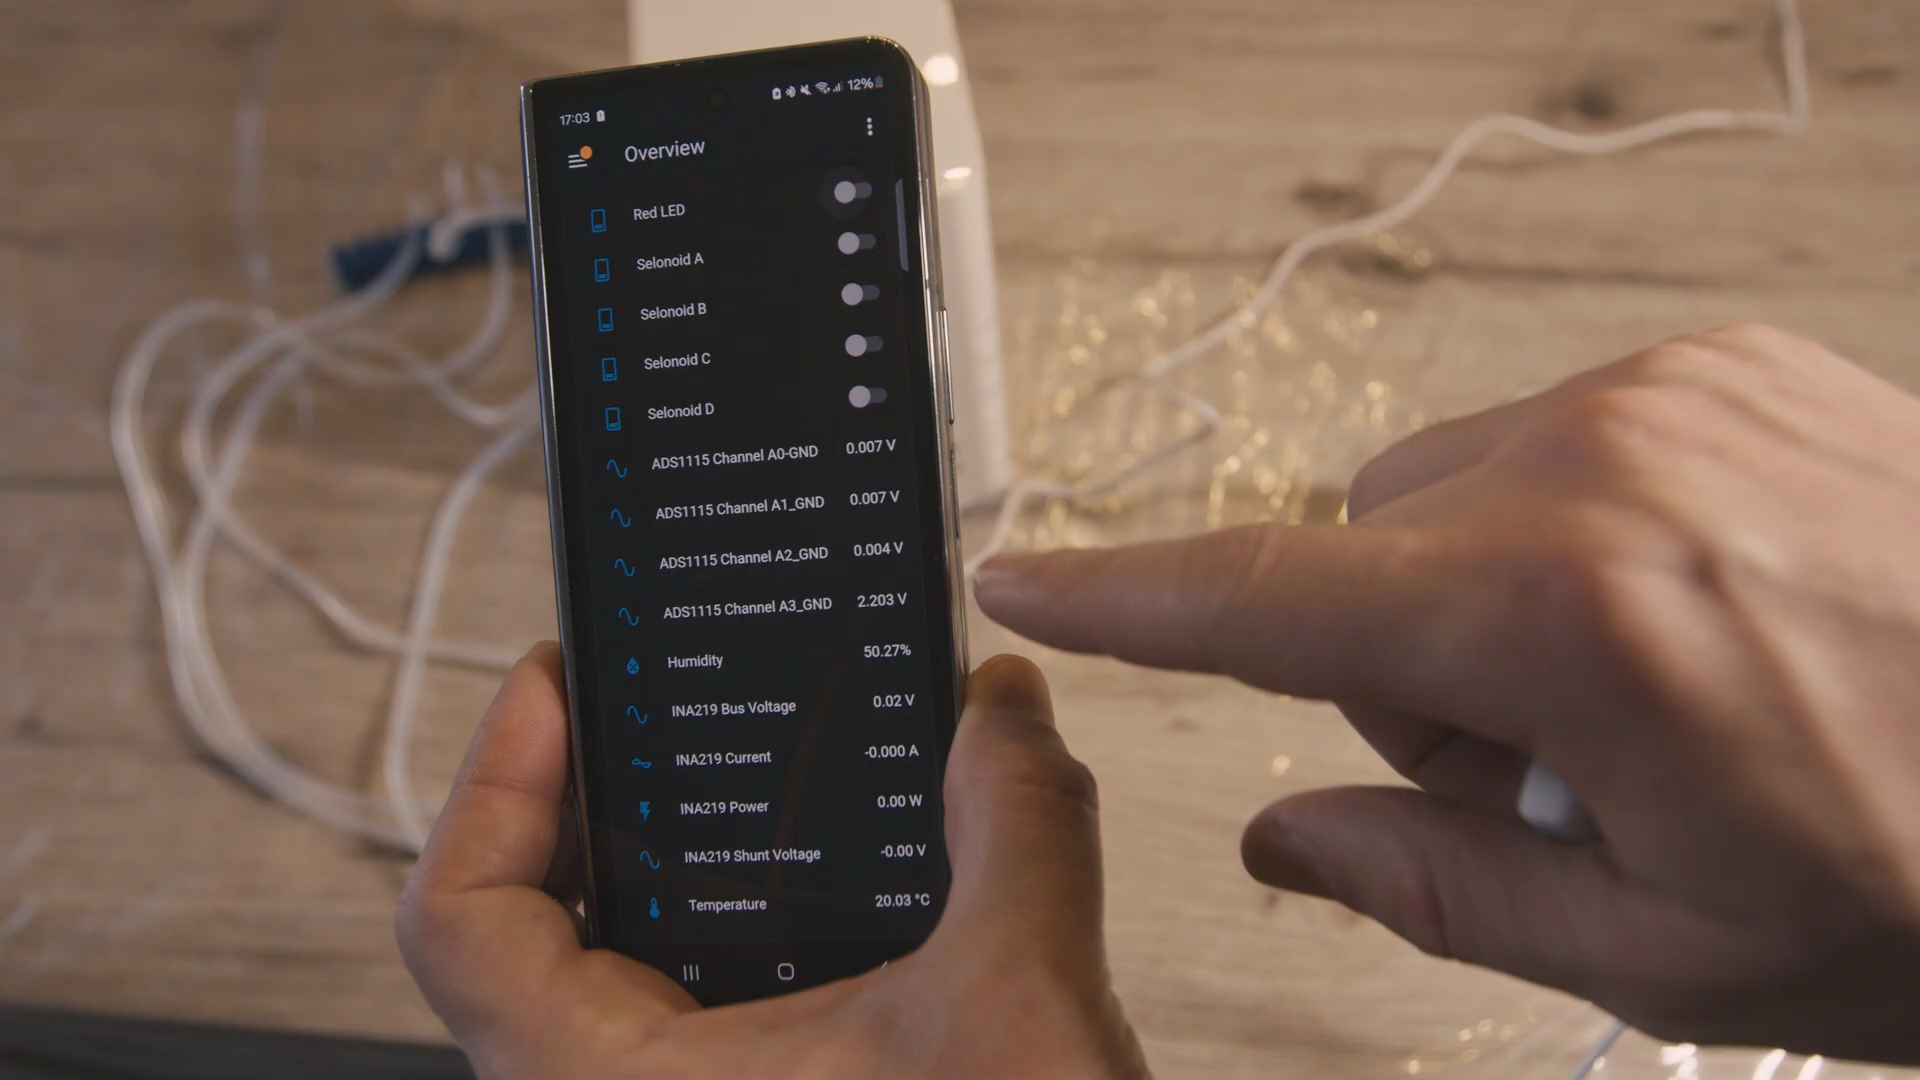 17:03 12%
Overview
Red LED
Selonoid A
Selonoid B
Selonoid C
Selonoid D
ADS1115 Channel A0-GND 0.007 V
ADS1115 Channel A1_GND 0.007 V
ADS1115 Channel A2_GND 0.004 V
ADS1115 Channel A3_GND 2.203 V
Humidity 50.27%
INA219 Bus Voltage 0.02 V
INA219 Current -0.000 A
INA219 Power 0.00 W
INA219 Shunt Voltage -0.00 V
Temperature 20.03 °C